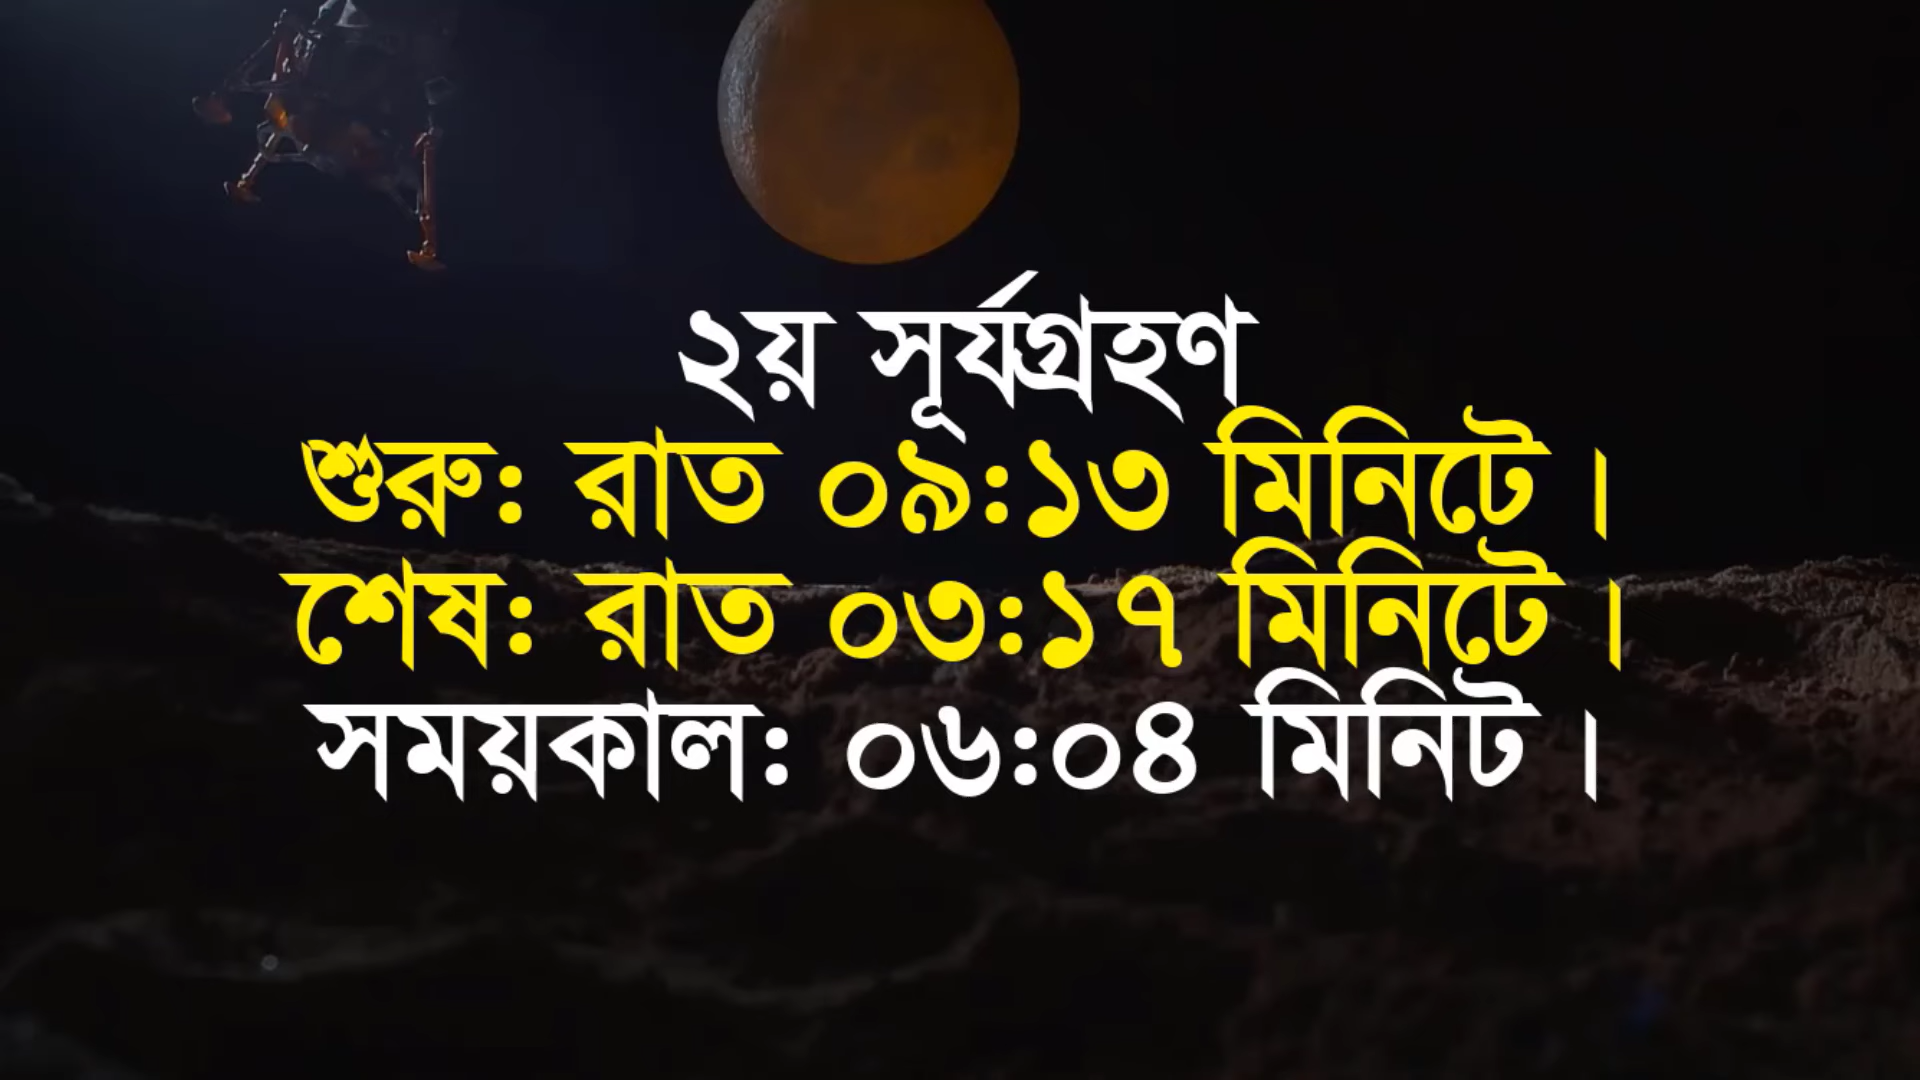 ২য় সূর্যগ্রহণ
শুরু: রাত ০৯:১৩ মিনিটে ।
শেষ: রাত ০৩:১৭ মিনিটে ।
সময়কাল: ০৬:০৪ মিনিট ।